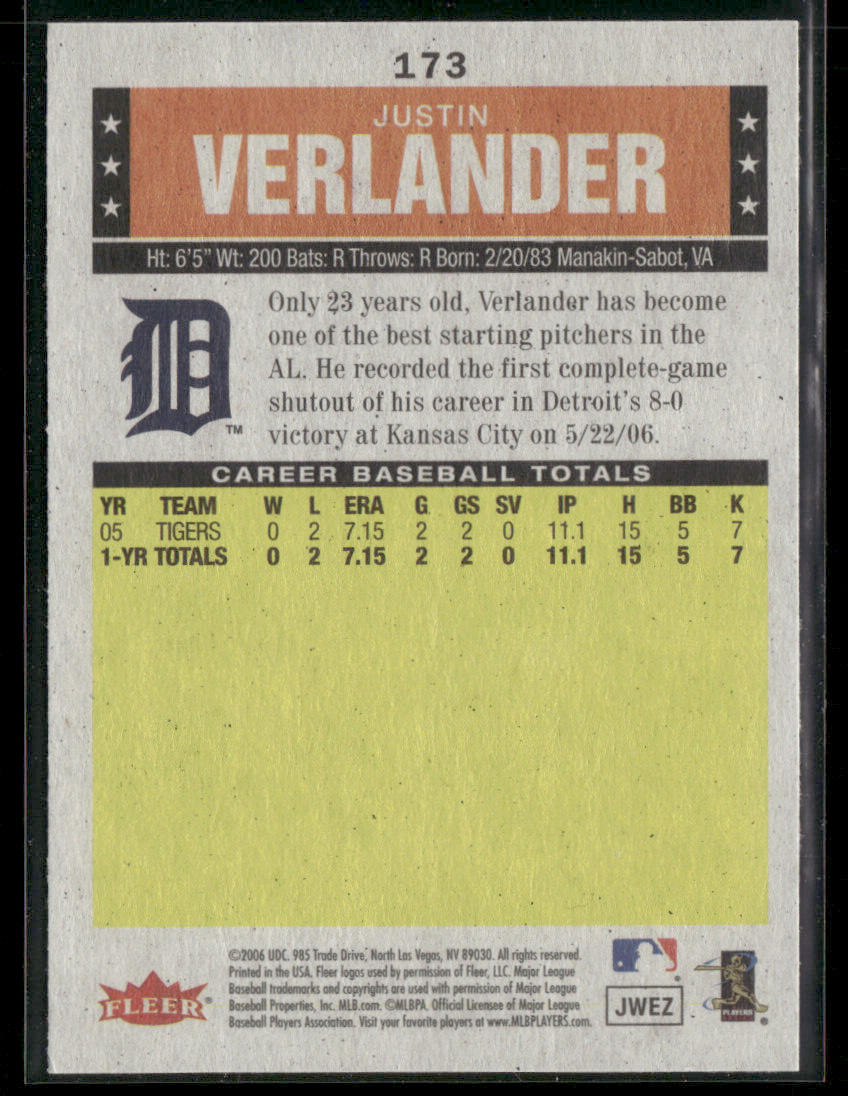 173
JUSTIN
VERLANDER
Ht: 6'5" Wt: 200 Bats: R Throws: R Born: 2/20/83 Manakin-Sabot, VA
Only 23 years old, Verlander has become
one of the best starting pitchers in the
AL. He recorded the first complete-game
shutout of his career in Detroit's 8-0
victory at Kansas City on 5/22/06.
D TM
CAREER BASEBALL TOTALS
YR TEAM W L ERA G GS SV IP H BB K
05 TIGERS 0 2 7.15 2 2 0 11.1 15 5 7
1-YR TOTALS 0 2 7.15 2 2 0 11.1 15 5 7
©2006 UDC. 985 Trade Drive, North Las Vegas, NV 89030. All rights reserved.
Printed in the USA. Fleer logos used by permission of Fleer, LLC. Major League
Baseball trademarks and copyrights are used with permission of Major League
Baseball Properties, Inc. MLB.com. ©MLBPA. Official Licensee of Major League
Baseball Players Association. Visit your favorite players at www.MLBPLAYERS.com.
FLEER®
JWEZ
PLAYERS ®